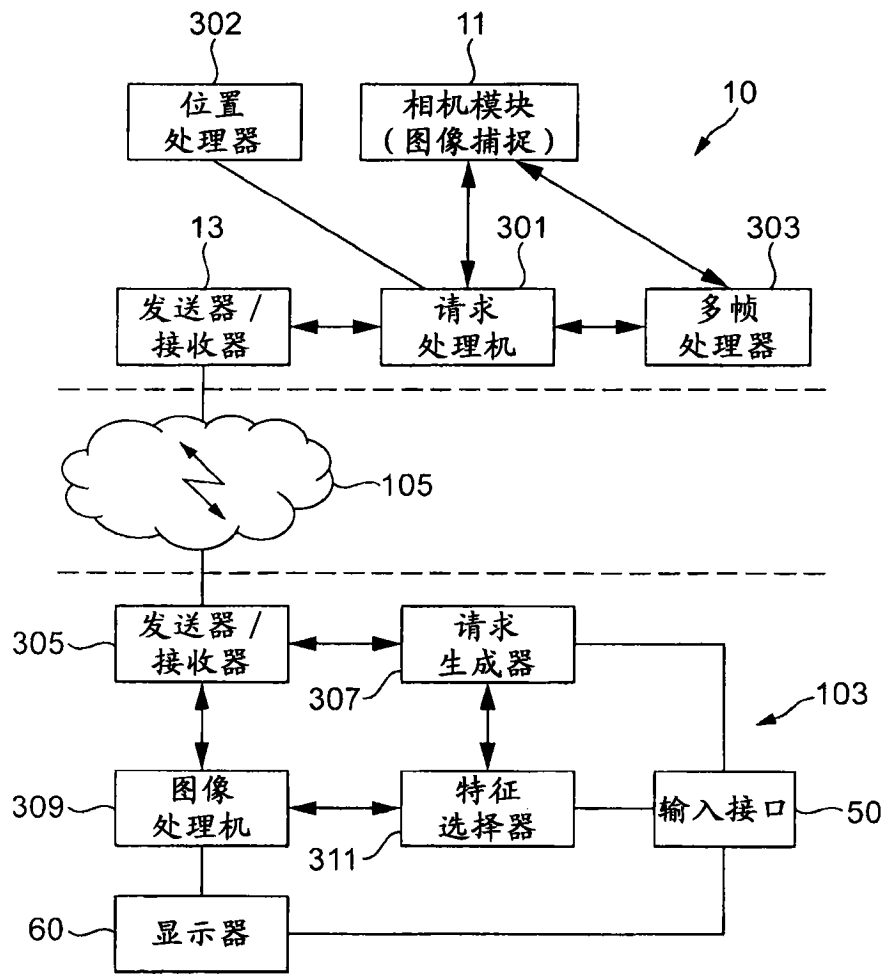 302
11
10
位置
处理器
相机模块
(图像捕捉)
13
301
303
发送器/
接收器
请求
处理机
多帧
处理器
105
305
发送器/
接收器
请求
生成器
307
103
309
图像
处理机
特征
选择器
311
输入接口
50
60
显示器